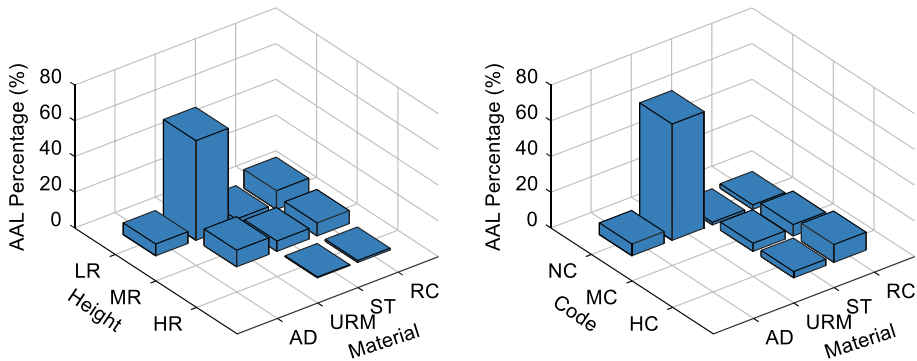 AAL Percentage (%)
80
60
40
20
0
LR
MR
HR
Height
AD
URM
ST
RC
Material
AAL Percentage (%)
80
60
40
20
0
NC
MC
HC
Code
AD
URM
ST
RC
Material